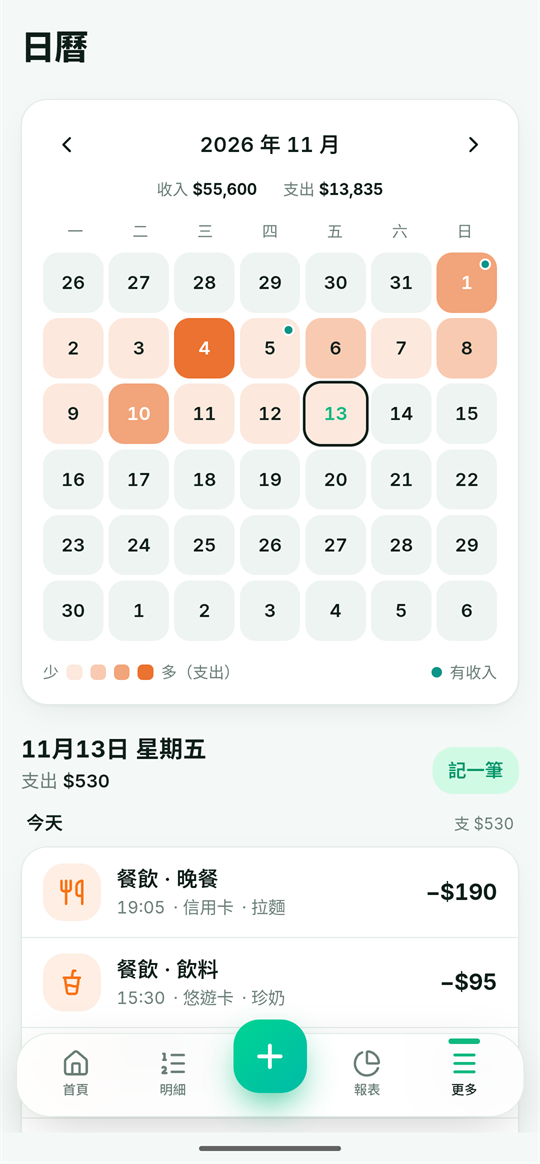 日曆
2026 年 11 月
收入 $55,600 支出 $13,835
一 二 三 四 五 六 日
26 27 28 29 30 31 1
2 3 4 5 6 7 8
9 10 11 12 13 14 15
16 17 18 19 20 21 22
23 24 25 26 27 28 29
30 1 2 3 4 5 6
少 多（支出） 有收入
11月13日 星期五
支出 $530
記一筆
今天 支 $530
餐飲 · 晚餐
19:05 · 信用卡 · 拉麵
−$190
餐飲 · 飲料
15:30 · 悠遊卡 · 珍奶
−$95
首頁 明細 報表 更多